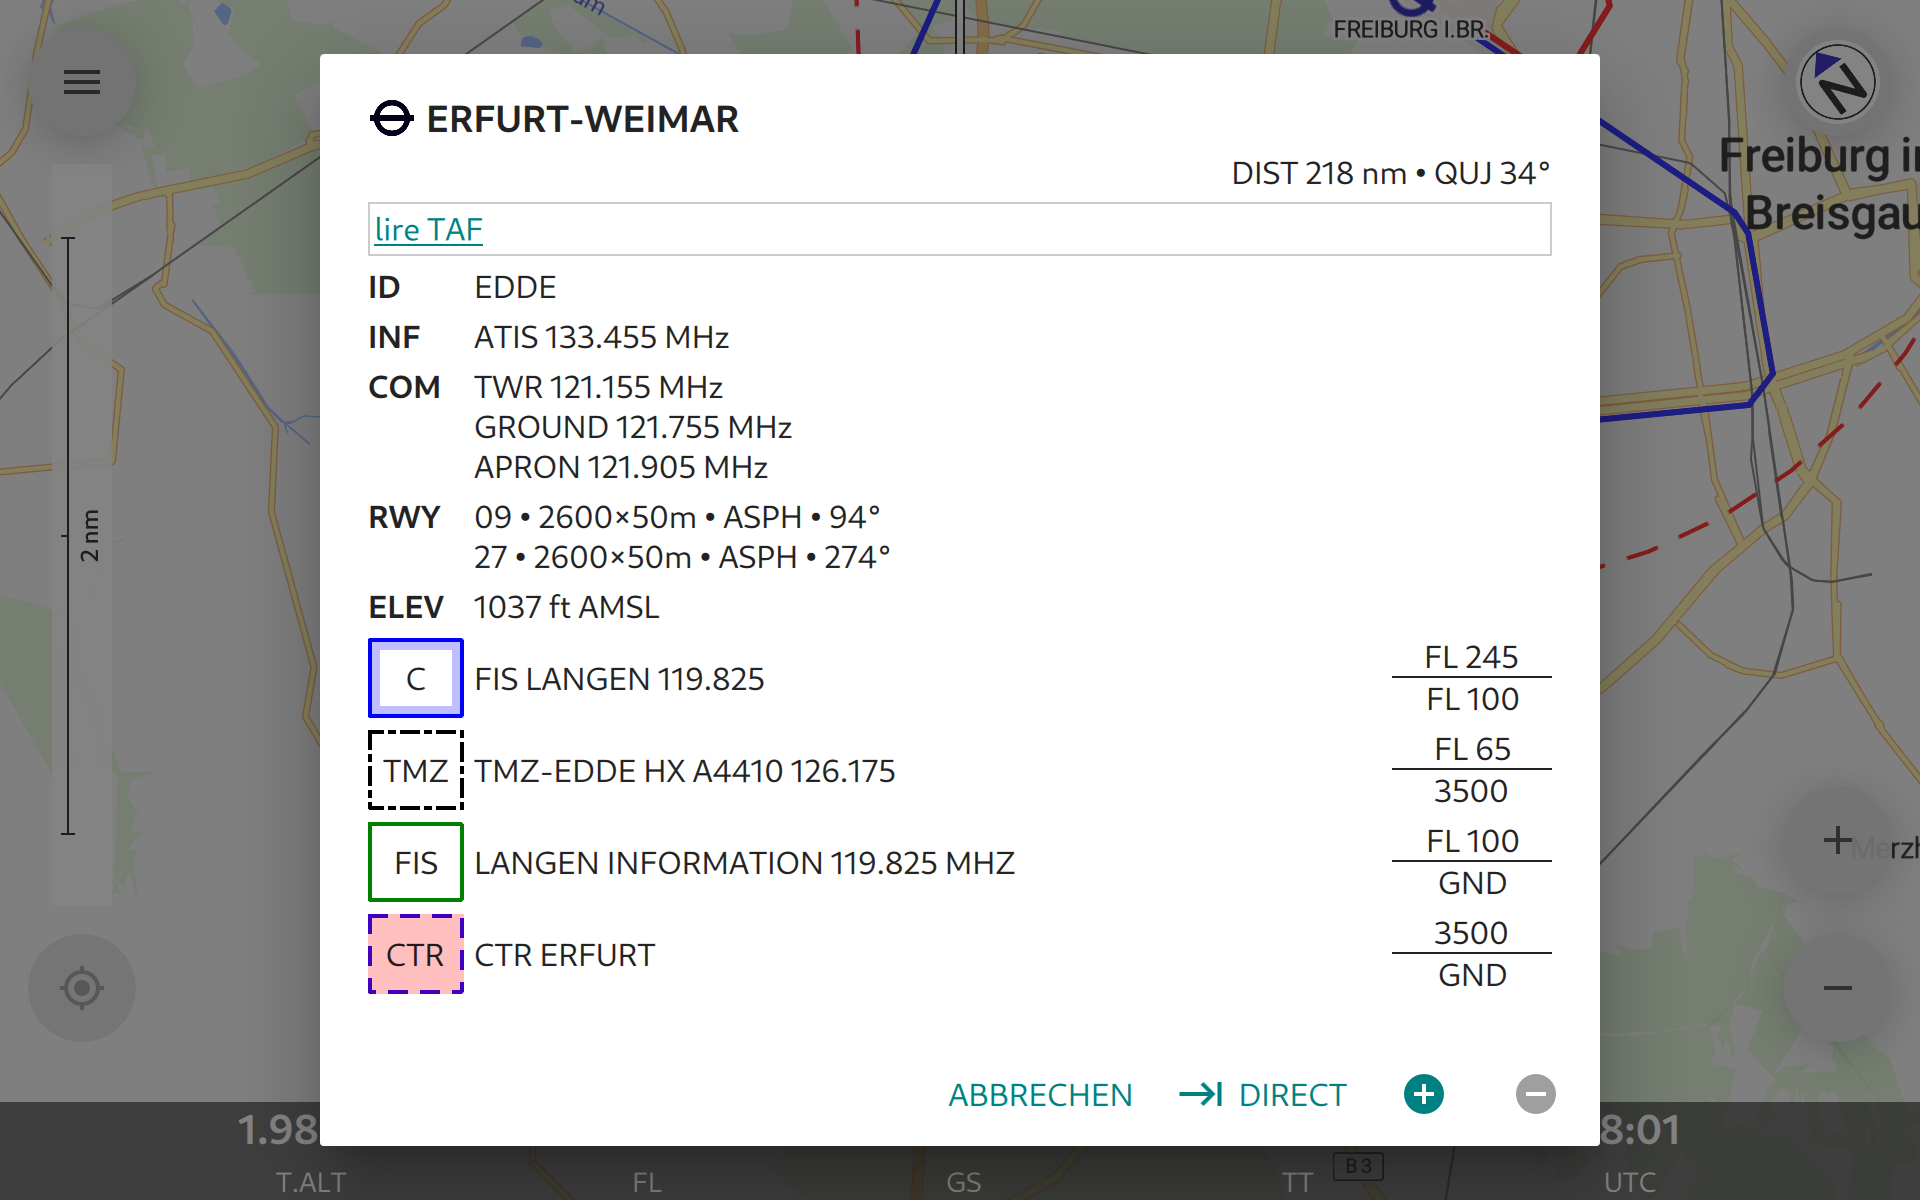 FREIBURG I.BR.
ERFURT-WEIMAR
DIST 218 nm • QUJ 34°
lire TAF
ID EDDE
INF ATIS 133.455 MHz
COM TWR 121.155 MHz
GROUND 121.755 MHz
APRON 121.905 MHz
RWY 09 • 2600×50m • ASPH • 94°
27 • 2600×50m • ASPH • 274°
ELEV 1037 ft AMSL
C FIS LANGEN 119.825 FL 245
FL 100
TMZ TMZ-EDDE HX A4410 126.175 FL 65
3500
FIS LANGEN INFORMATION 119.825 MHZ FL 100
GND
CTR CTR ERFURT 3500
GND
ABBRECHEN DIRECT
N
Freiburg i
Breisgau
2 nm
1.98
8:01
T.ALT FL GS TT B 3 UTC